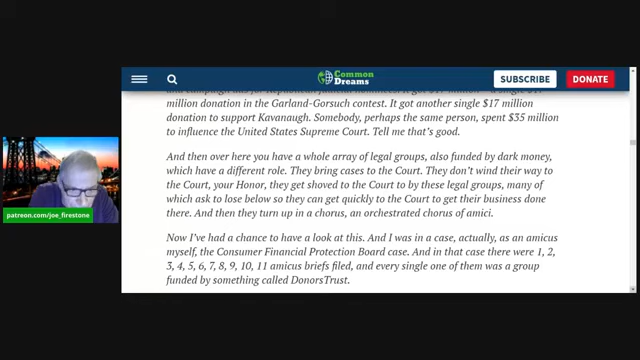 Common
Dreams
SUBSCRIBE
DONATE
million donation in the Garland-Gorsuch contest. It got another single $17 million
donation to support Kavanaugh. Somebody, perhaps the same person, spent $35 million
to influence the United States Supreme Court. Tell me that's good.
And then over here you have a whole array of legal groups, also funded by dark money,
which have a different role. They bring cases to the Court. They don't wind their way to
the Court, your Honor, they get shoved to the Court to by these legal groups, many of
which ask to lose below so they can get quickly to the Court to get their business done
there. And then they turn up in a chorus, an orchestrated chorus of amici.
Now I've had a chance to have a look at this. And I was in a case, actually, as an amicus
myself, the Consumer Financial Protection Board case. And in that case there were 1, 2,
3, 4, 5, 6, 7, 8, 9, 10, 11 amicus briefs filed, and every single one of them was a group
funded by something called DonorsTrust.
patreon.com/joe_firestone